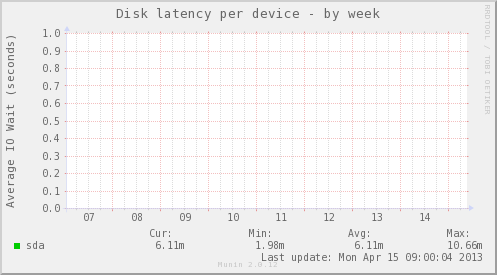 Disk latency per device - by week
RRDTOOL / TOBI OETIKER
Average IO Wait (seconds)
1.0
0.9
0.8
0.7
0.6
0.5
0.4
0.3
0.2
0.1
0.0
07 08 09 10 11 12 13 14
Cur: Min: Avg: Max:
sda 6.11m 1.98m 6.11m 10.66m
Last update: Mon Apr 15 09:00:04 2013
Munin 2.0.12